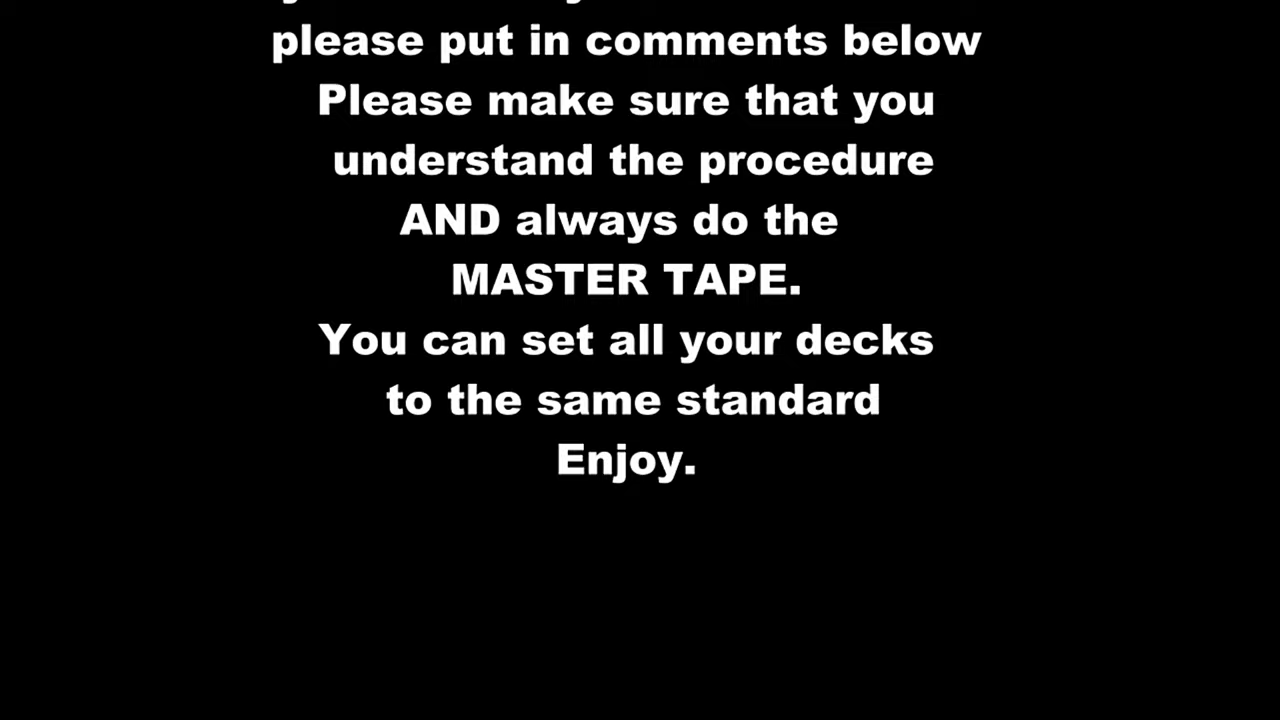 please put in comments below
Please make sure that you
understand the procedure
AND always do the
MASTER TAPE.
You can set all your decks
to the same standard
Enjoy.